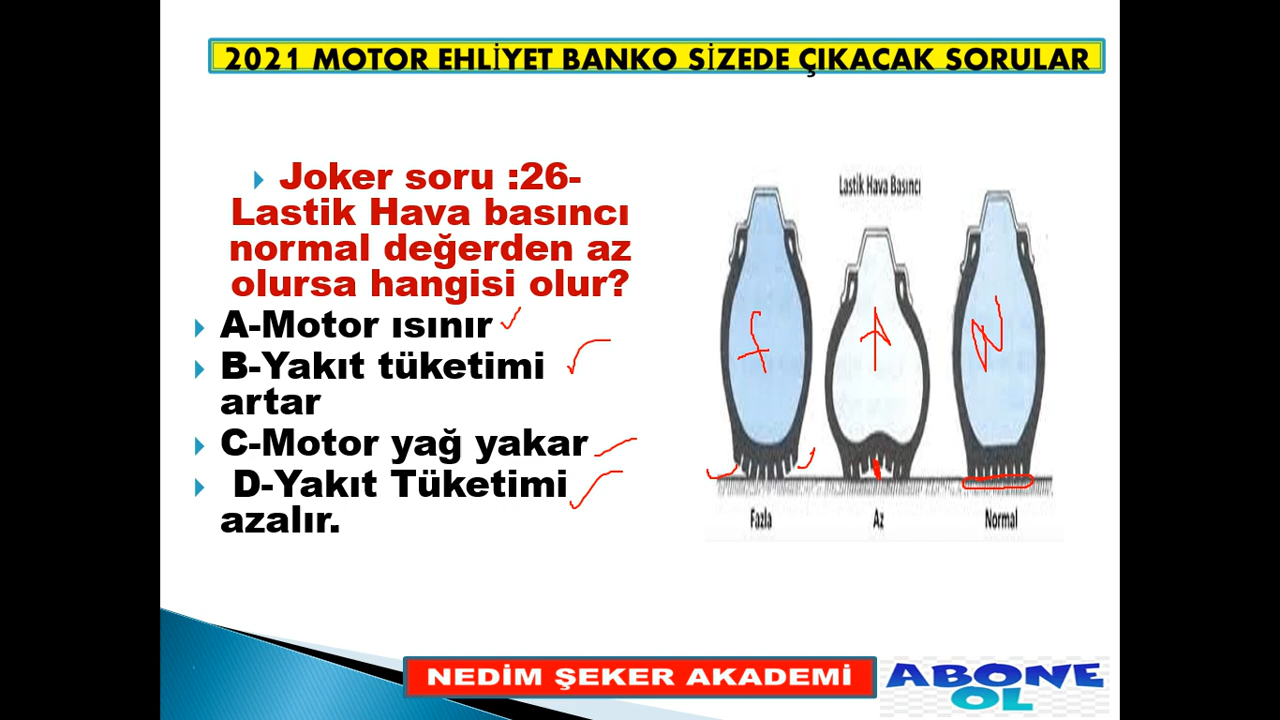 2021 MOTOR EHLİYET BANKO SİZEDE ÇIKACAK SORULAR
Joker soru :26-
Lastik Hava basıncı
normal değerden az
olursa hangisi olur?
A-Motor ısınır
B-Yakıt tüketimi
artar
C-Motor yağ yakar
D-Yakıt Tüketimi
azalır.
Lastik Hava Basıncı
f A N
Fazla Az Normal
NEDİM ŞEKER AKADEMİ
ABONE
OL